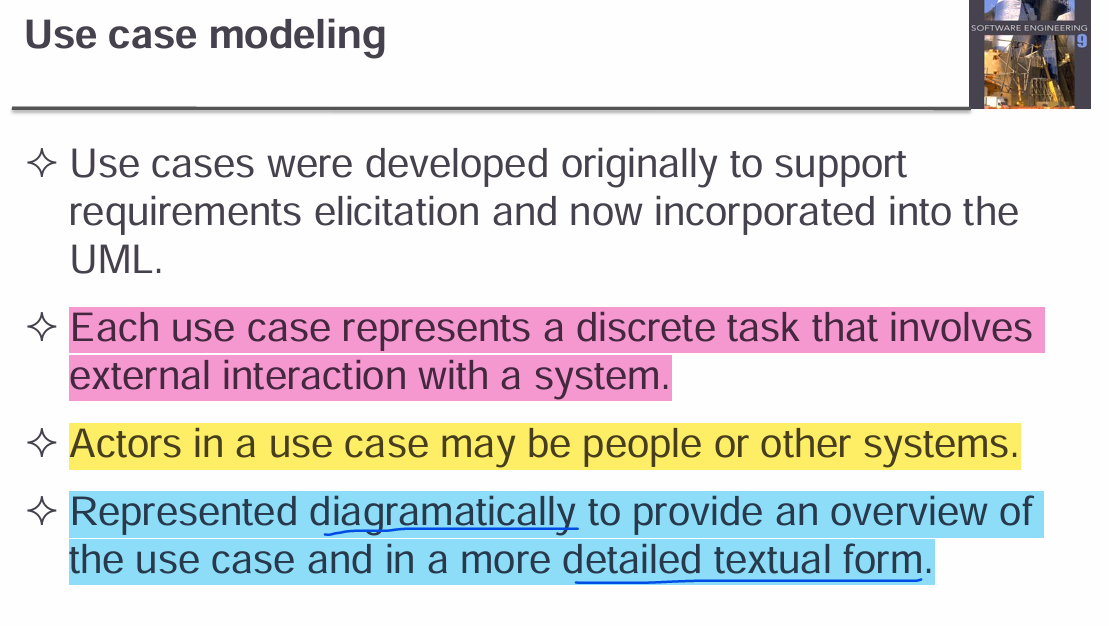 Use case modeling
SOFTWARE ENGINEERING
9
✧ Use cases were developed originally to support
requirements elicitation and now incorporated into the
UML.
✧ Each use case represents a discrete task that involves
external interaction with a system.
✧ Actors in a use case may be people or other systems.
✧ Represented diagramatically to provide an overview of
the use case and in a more detailed textual form.